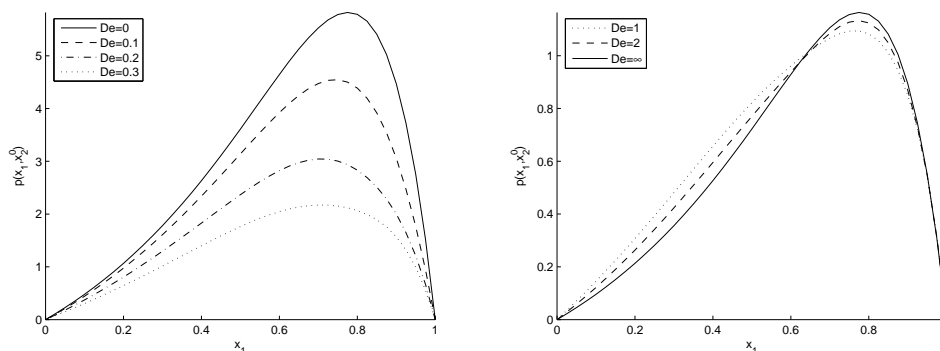 De=0
De=0.1
De=0.2
De=0.3
p(x₁,x₂⁰)
5
4
3
2
1
0
0 0.2 0.4 0.6 0.8 1
x₁
De=1
De=2
De=∞
p(x₁,x₂⁰)
1
0.8
0.6
0.4
0.2
0
0 0.2 0.4 0.6 0.8
x₁